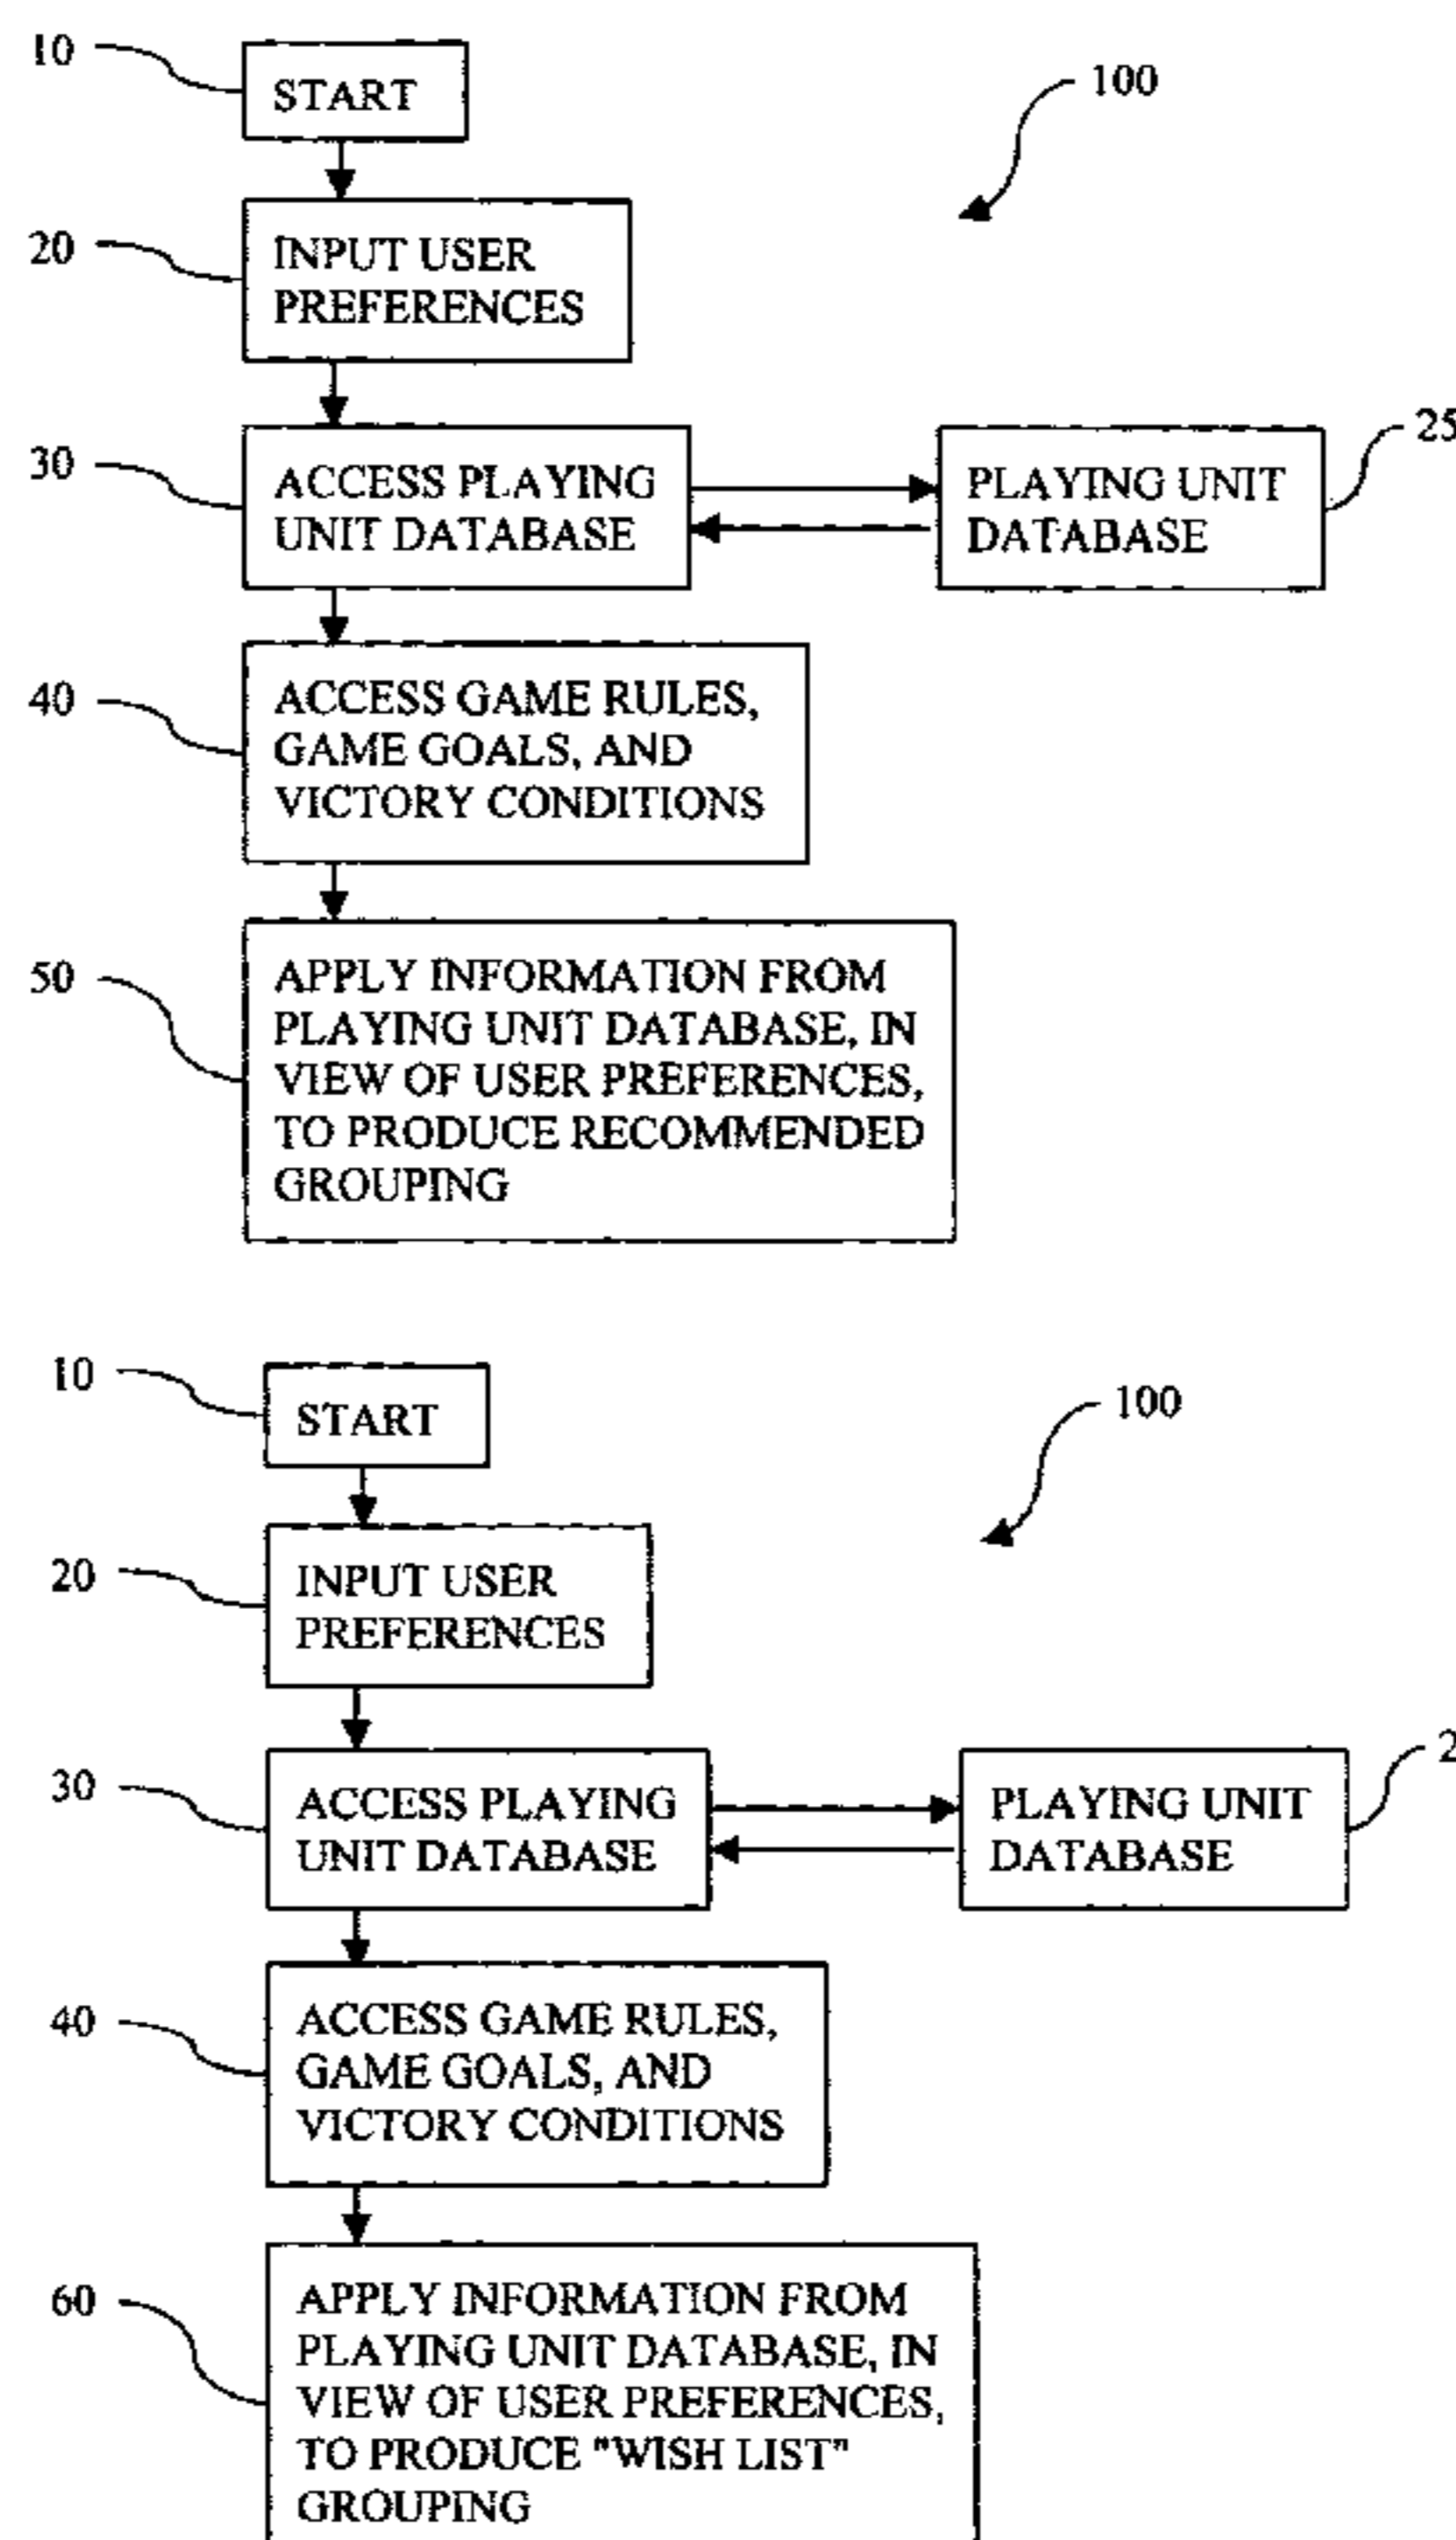 10
START
100
20
INPUT USER
PREFERENCES
25
30
ACCESS PLAYING
UNIT DATABASE
PLAYING UNIT
DATABASE
40
ACCESS GAME RULES,
GAME GOALS, AND
VICTORY CONDITIONS
50
APPLY INFORMATION FROM
PLAYING UNIT DATABASE, IN
VIEW OF USER PREFERENCES,
TO PRODUCE RECOMMENDED
GROUPING
10
START
100
20
INPUT USER
PREFERENCES
2
30
ACCESS PLAYING
UNIT DATABASE
PLAYING UNIT
DATABASE
40
ACCESS GAME RULES,
GAME GOALS, AND
VICTORY CONDITIONS
60
APPLY INFORMATION FROM
PLAYING UNIT DATABASE, IN
VIEW OF USER PREFERENCES,
TO PRODUCE "WISH LIST"
GROUPING